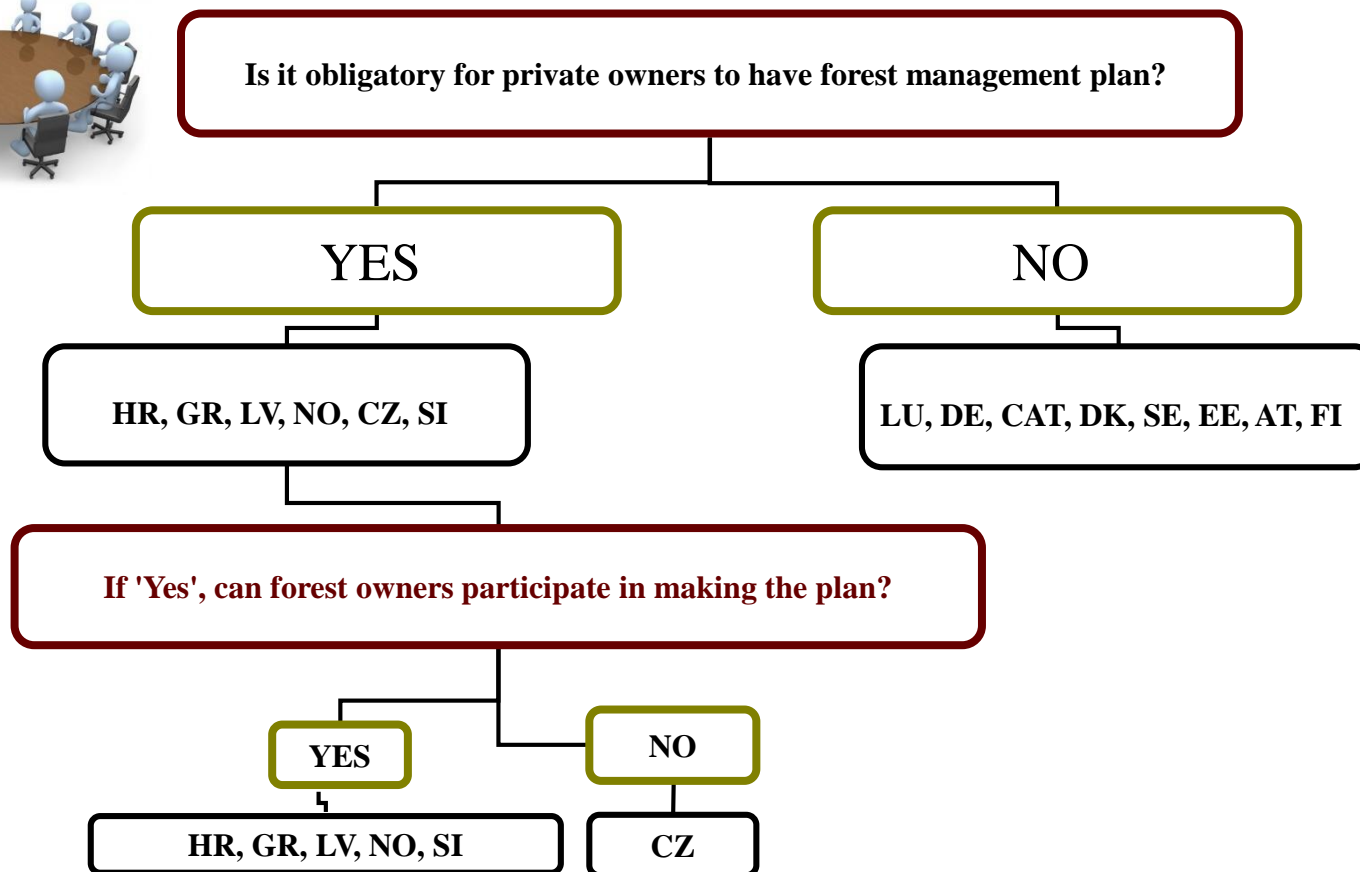 Is it obligatory for private owners to have forest management plan?
YES
NO
HR, GR, LV, NO, CZ, SI
LU, DE, CAT, DK, SE, EE, AT, FI
If 'Yes', can forest owners participate in making the plan?
YES
NO
HR, GR, LV, NO, SI
CZ